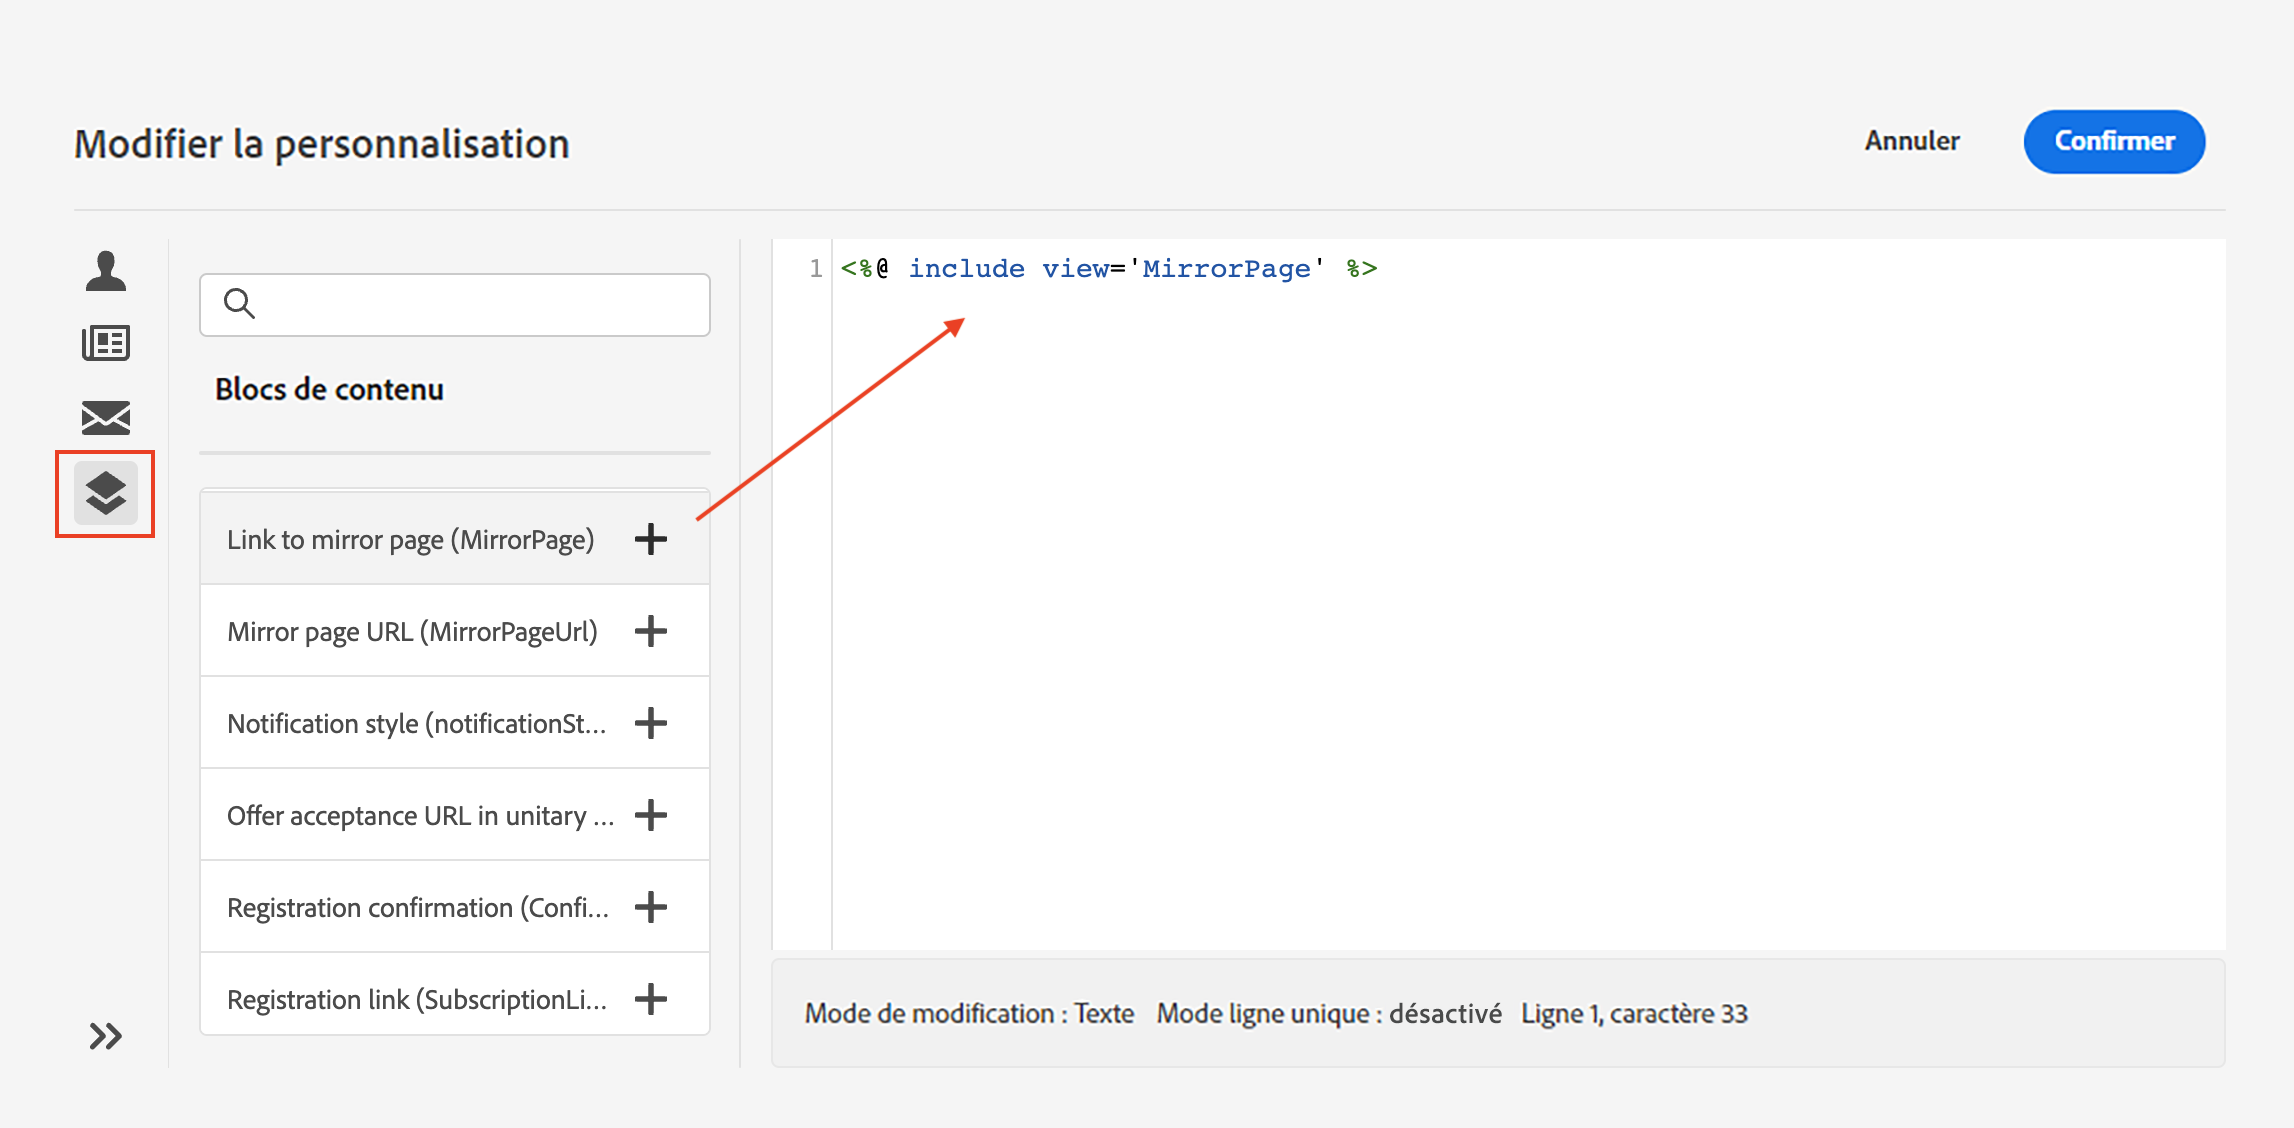 Modifier la personnalisation
Annuler
Confirmer
Blocs de contenu
Link to mirror page (MirrorPage)
Mirror page URL (MirrorPageUrl)
Notification style (notificationSt...
Offer acceptance URL in unitary ...
Registration confirmation (Confi...
Registration link (SubscriptionLi...
1 <%@ include view='MirrorPage' %>
Mode de modification : Texte Mode ligne unique : désactivé Ligne 1, caractère 33